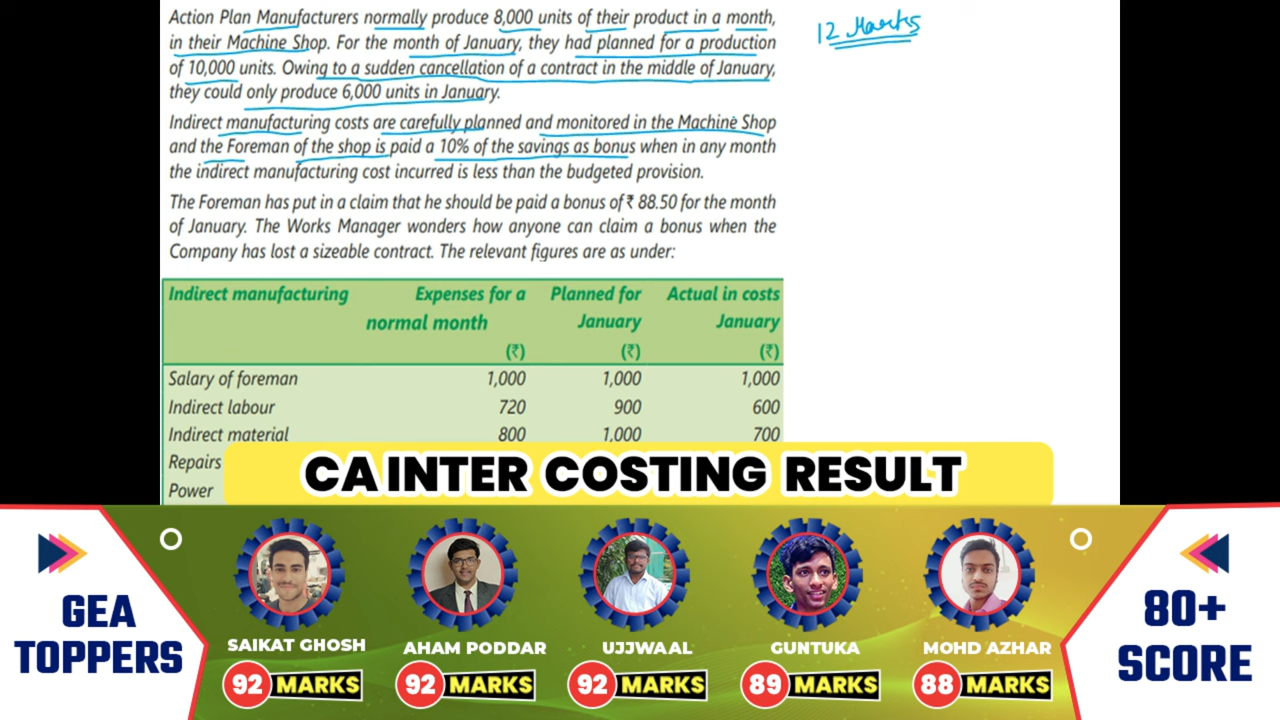 Action Plan Manufacturers normally produce 8,000 units of their product in a month,
in their Machine Shop. For the month of January, they had planned for a production
of 10,000 units. Owing to a sudden cancellation of a contract in the middle of January,
they could only produce 6,000 units in January.
12 Marks
Indirect manufacturing costs are carefully planned and monitored in the Machine Shop
and the Foreman of the shop is paid a 10% of the savings as bonus when in any month
the indirect manufacturing cost incurred is less than the budgeted provision.
The Foreman has put in a claim that he should be paid a bonus of ₹ 88.50 for the month
of January. The Works Manager wonders how anyone can claim a bonus when the
Company has lost a sizeable contract. The relevant figures are as under:
Indirect manufacturing Expenses for a Planned for Actual in costs
normal month January January
(₹) (₹) (₹)
Salary of foreman 1,000 1,000 1,000
Indirect labour 720 900 600
Indirect material 800 1,000 700
Repairs
Power
CA INTER COSTING RESULT
GEA
TOPPERS
SAIKAT GHOSH
92 MARKS
AHAM PODDAR
92 MARKS
UJJWAAL
92 MARKS
GUNTUKA
89 MARKS
MOHD AZHAR
88 MARKS
80+
SCORE